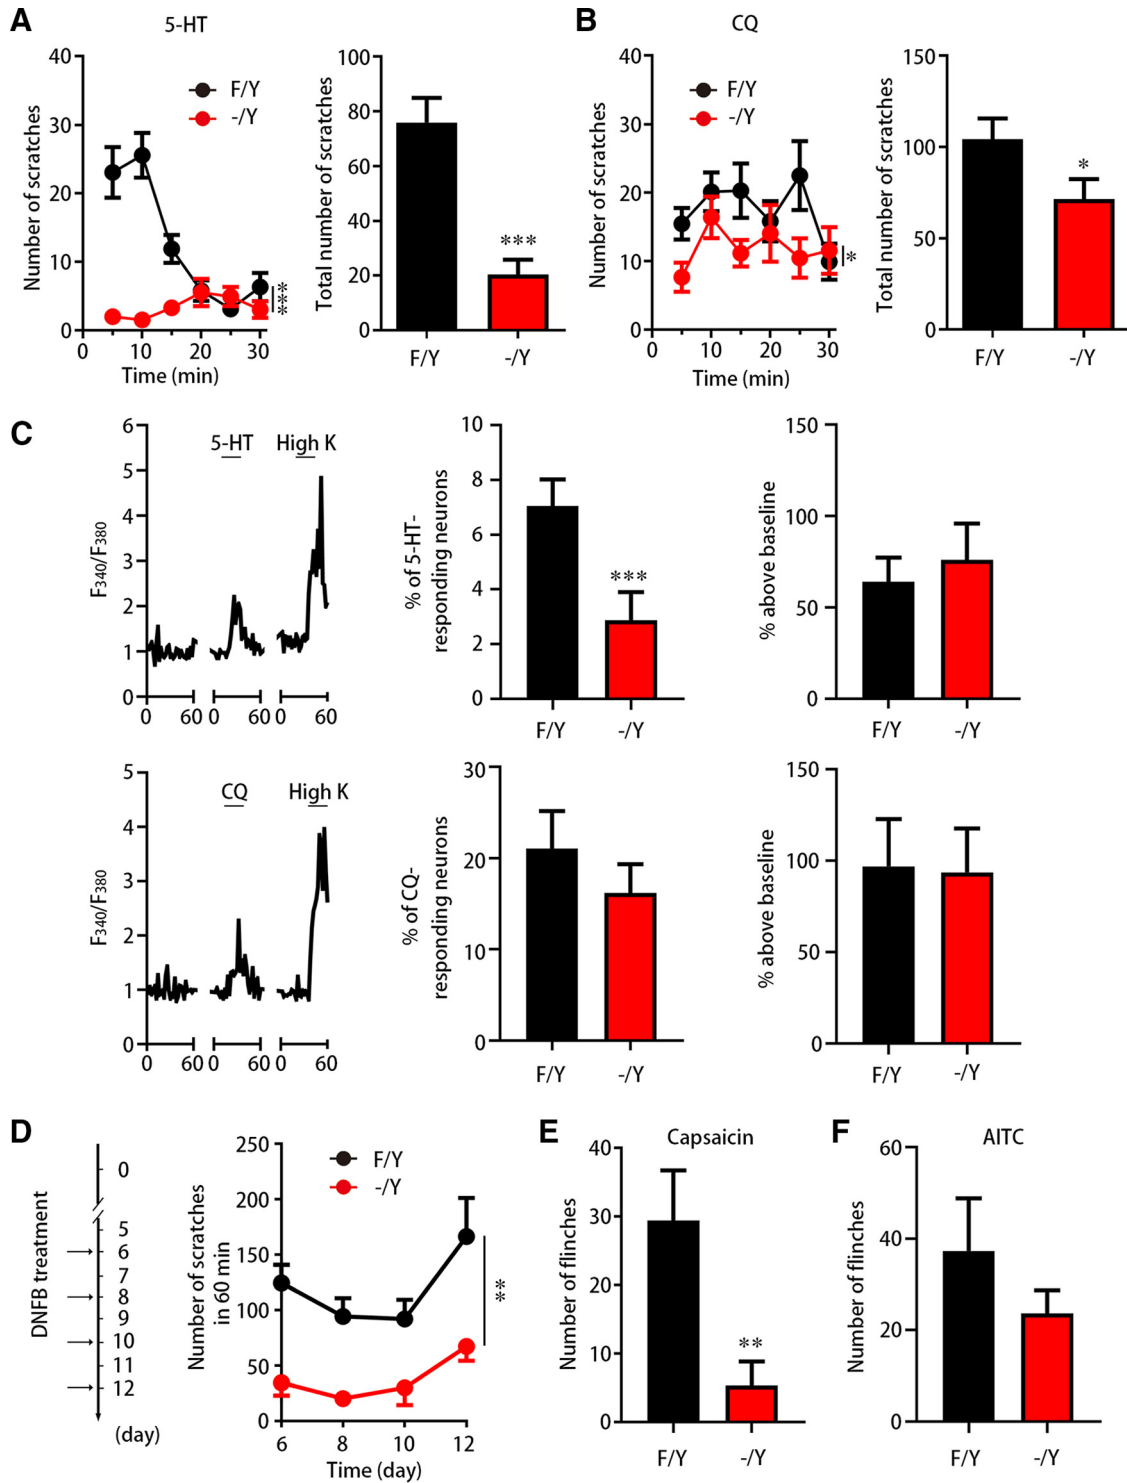 A
5-HT
40
30
20
10
0
Number of scratches
F/Y
-/Y
***
0 10 20 30
Time (min)
100
80
60
40
20
0
Total number of scratches
***
F/Y -/Y
B
CQ
40
30
20
10
0
Number of scratches
F/Y
-/Y
*
0 10 20 30
Time (min)
150
100
50
0
Total number of scratches
*
F/Y -/Y
C
6
5
4
3
2
1
0
F340/F380
5-HT High K
0 60 0 60 0 60
10
8
6
4
2
0
% of 5-HT-
responding neurons
***
F/Y -/Y
150
100
50
0
% above baseline
F/Y -/Y
5
4
3
2
1
0
F340/F380
CQ High K
0 60 0 60 0 60
30
20
10
0
% of CQ-
responding neurons
F/Y -/Y
150
100
50
0
% above baseline
F/Y -/Y
D
DNFB treatment
0
5
6
7
8
9
10
11
12
(day)
250
200
150
100
50
0
Number of scratches
in 60 min
F/Y
-/Y
**
6 8 10 12
Time (day)
E
Capsaicin
40
30
20
10
0
Number of flinches
**
F/Y -/Y
F
AITC
60
40
20
0
Number of flinches
F/Y -/Y